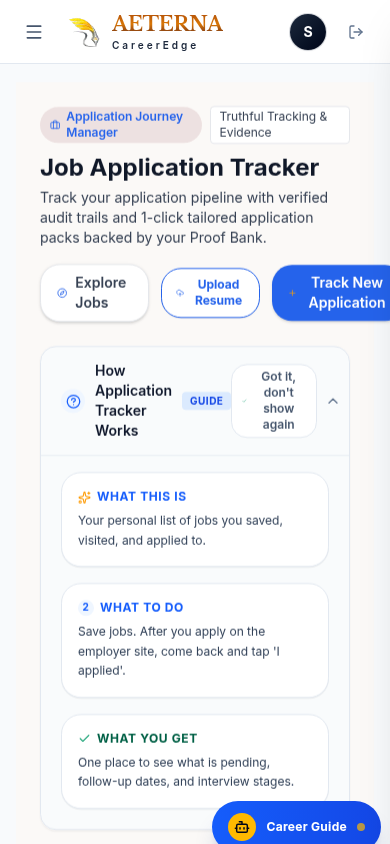 AETERNA
CareerEdge
S
Application Journey
Manager
Truthful Tracking &
Evidence
Job Application Tracker
Track your application pipeline with verified
audit trails and 1-click tailored application
packs backed by your Proof Bank.
Explore
Jobs
Upload
Resume
Track New
Application
How
Application
Tracker
Works
GUIDE
Got it,
don't
show
again
WHAT THIS IS
Your personal list of jobs you saved,
visited, and applied to.
2 WHAT TO DO
Save jobs. After you apply on the
employer site, come back and tap 'I
applied'.
WHAT YOU GET
One place to see what is pending,
follow-up dates, and interview stages.
Career Guide